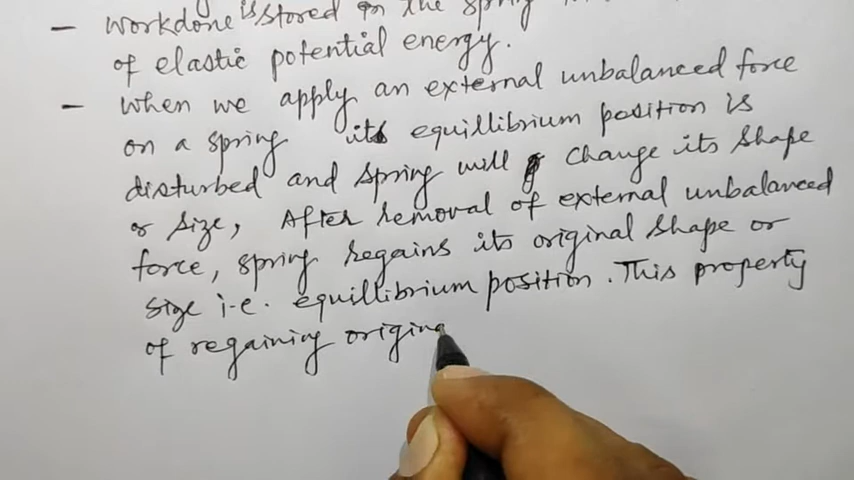 - workdone is stored in the spring
of elastic potential energy.
- when we apply an external unbalanced force
on a spring its equillibrium position is
disturbed and spring will change its shape
or size, After removal of external unbalanced
force, spring regains its original shape or
size i.e. equillibrium position. This property
of regaining origina